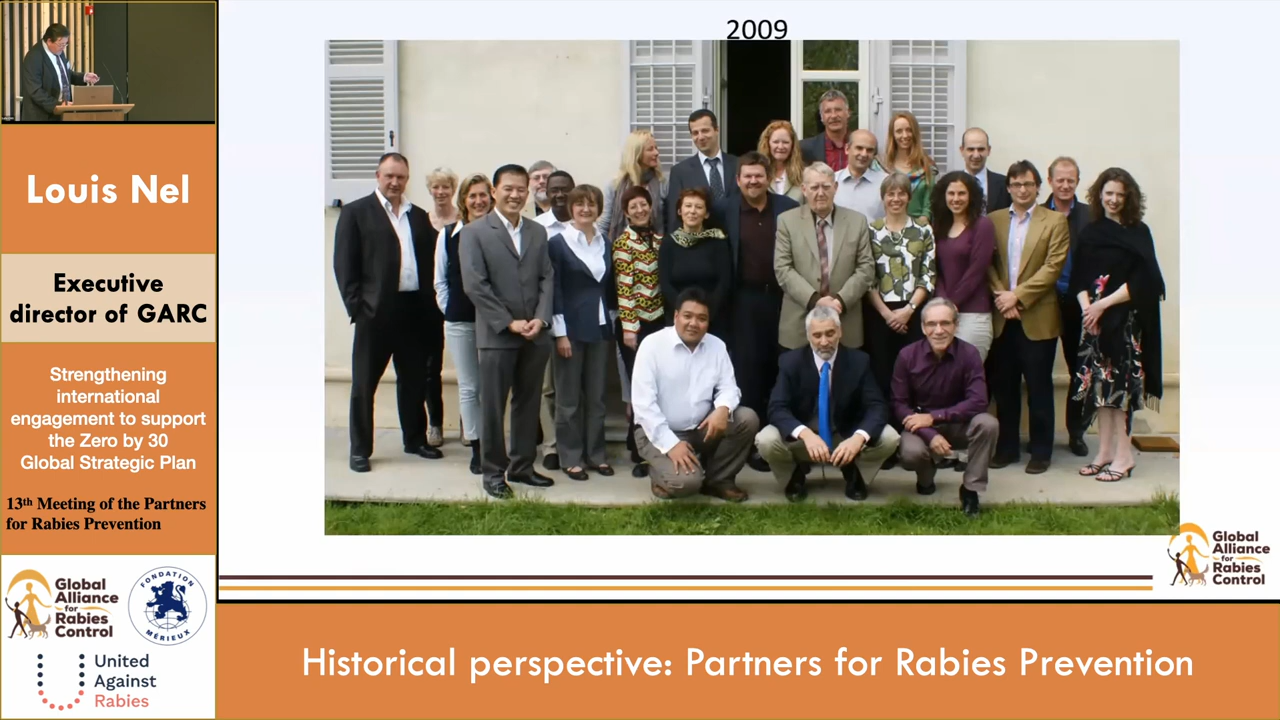 Louis Nel
Executive
director of GARC
Strengthening
international
engagement to support
the Zero by 30
Global Strategic Plan
13th Meeting of the Partners
for Rabies Prevention
Global
Alliance
for
Rabies
Control
FONDATION
MÉRIEUX
United
Against
Rabies
2009
Global
Alliance
for
Rabies
Control
Historical perspective: Partners for Rabies Prevention